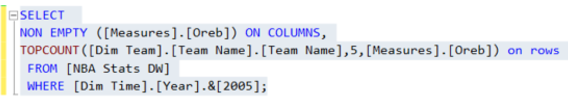 SELECT
NON EMPTY ([Measures].[Oreb]) ON COLUMNS,
TOPCOUNT([Dim Team].[Team Name].[Team Name],5,[Measures].[Oreb]) on rows
FROM [NBA Stats DW]
WHERE [Dim Time].[Year].&[2005];